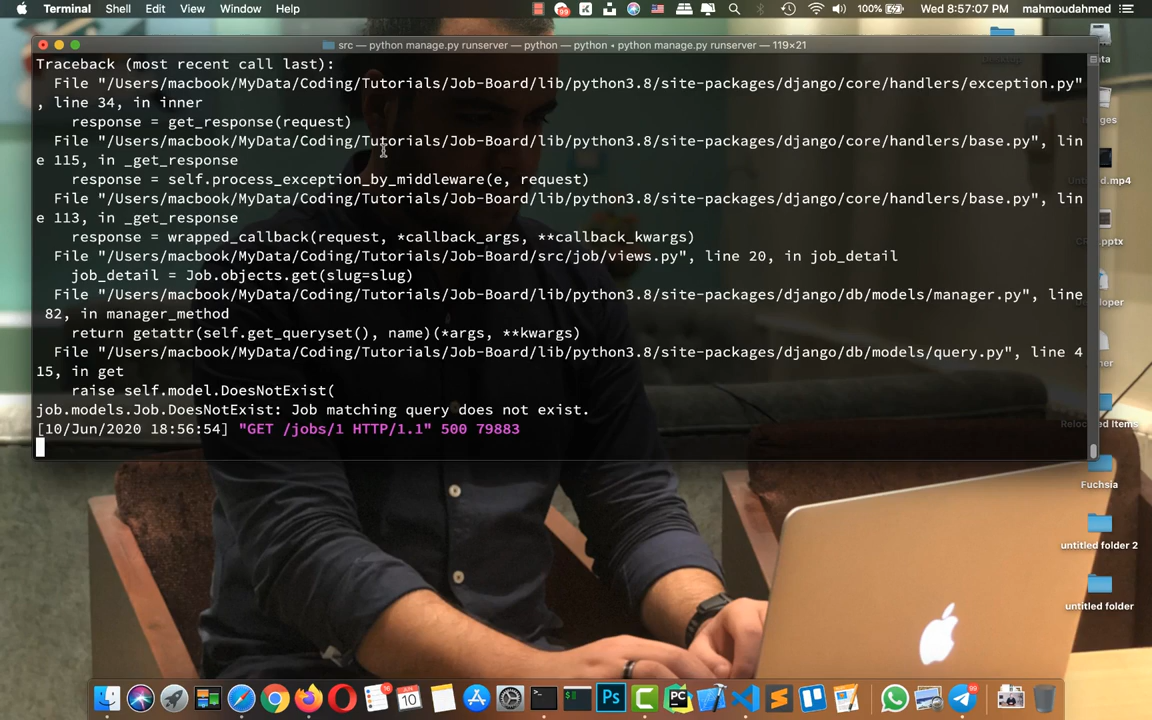 Terminal Shell Edit View Window Help 99 100% Wed 8:57:07 PM mahmoudahmed
src — python manage.py runserver — python — python ◂ python manage.py runserver — 119×21
Traceback (most recent call last):
  File "/Users/macbook/MyData/Coding/Tutorials/Job-Board/lib/python3.8/site-packages/django/core/handlers/exception.py"
, line 34, in inner
    response = get_response(request)
  File "/Users/macbook/MyData/Coding/Tutorials/Job-Board/lib/python3.8/site-packages/django/core/handlers/base.py", lin
e 115, in _get_response
    response = self.process_exception_by_middleware(e, request)
  File "/Users/macbook/MyData/Coding/Tutorials/Job-Board/lib/python3.8/site-packages/django/core/handlers/base.py", lin
e 113, in _get_response
    response = wrapped_callback(request, *callback_args, **callback_kwargs)
  File "/Users/macbook/MyData/Coding/Tutorials/Job-Board/src/job/views.py", line 20, in job_detail
    job_detail = Job.objects.get(slug=slug)
  File "/Users/macbook/MyData/Coding/Tutorials/Job-Board/lib/python3.8/site-packages/django/db/models/manager.py", line
 82, in manager_method
    return getattr(self.get_queryset(), name)(*args, **kwargs)
  File "/Users/macbook/MyData/Coding/Tutorials/Job-Board/lib/python3.8/site-packages/django/db/models/query.py", line 4
15, in get
    raise self.model.DoesNotExist(
job.models.Job.DoesNotExist: Job matching query does not exist.
[10/Jun/2020 18:56:54] "GET /jobs/1 HTTP/1.1" 500 79883
Fuchsia
untitled folder 2
untitled folder
JUN
10
Ps
PC